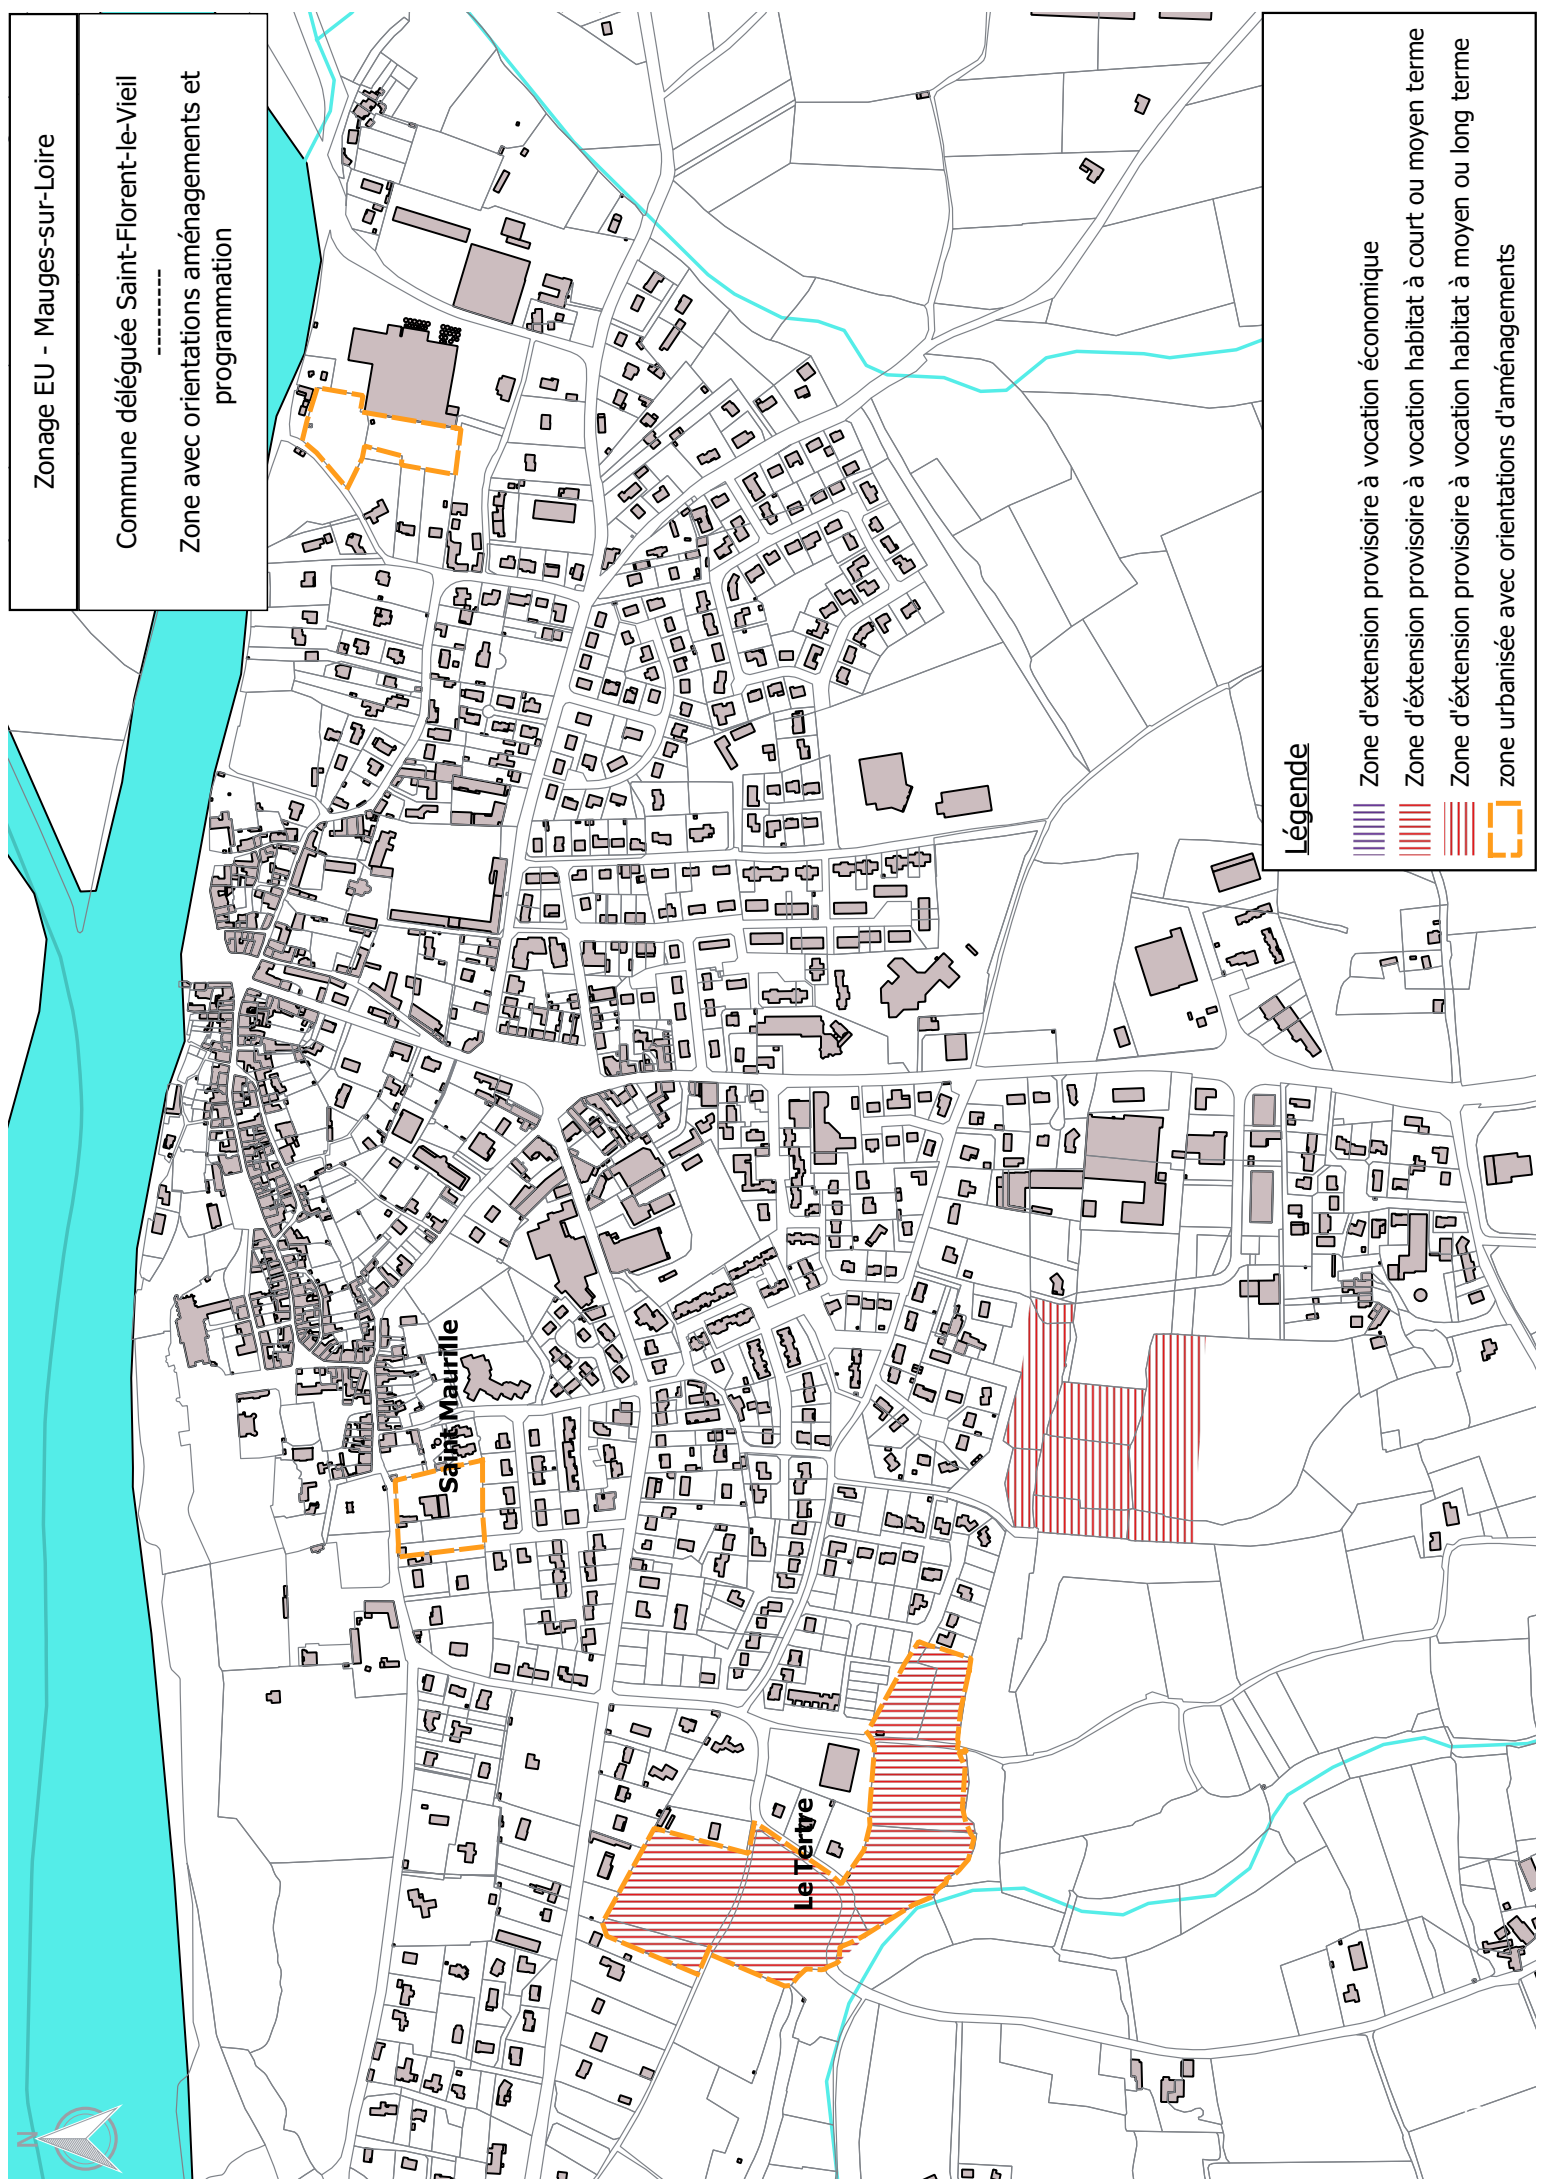 Zonage EU - Mauges-sur-Loire
Commune déléguée Saint-Florent-le-Vieil
-----------
Zone avec orientations aménagements et
programmation
N
Saint Maurille
Le Tertre
Légende
Zone d'extension provisoire à vocation économique
Zone d'éxtension provisoire à vocation habitat à court ou moyen terme
Zone d'éxtension provisoire à vocation habitat à moyen ou long terme
zone urbanisée avec orientations d'aménagements